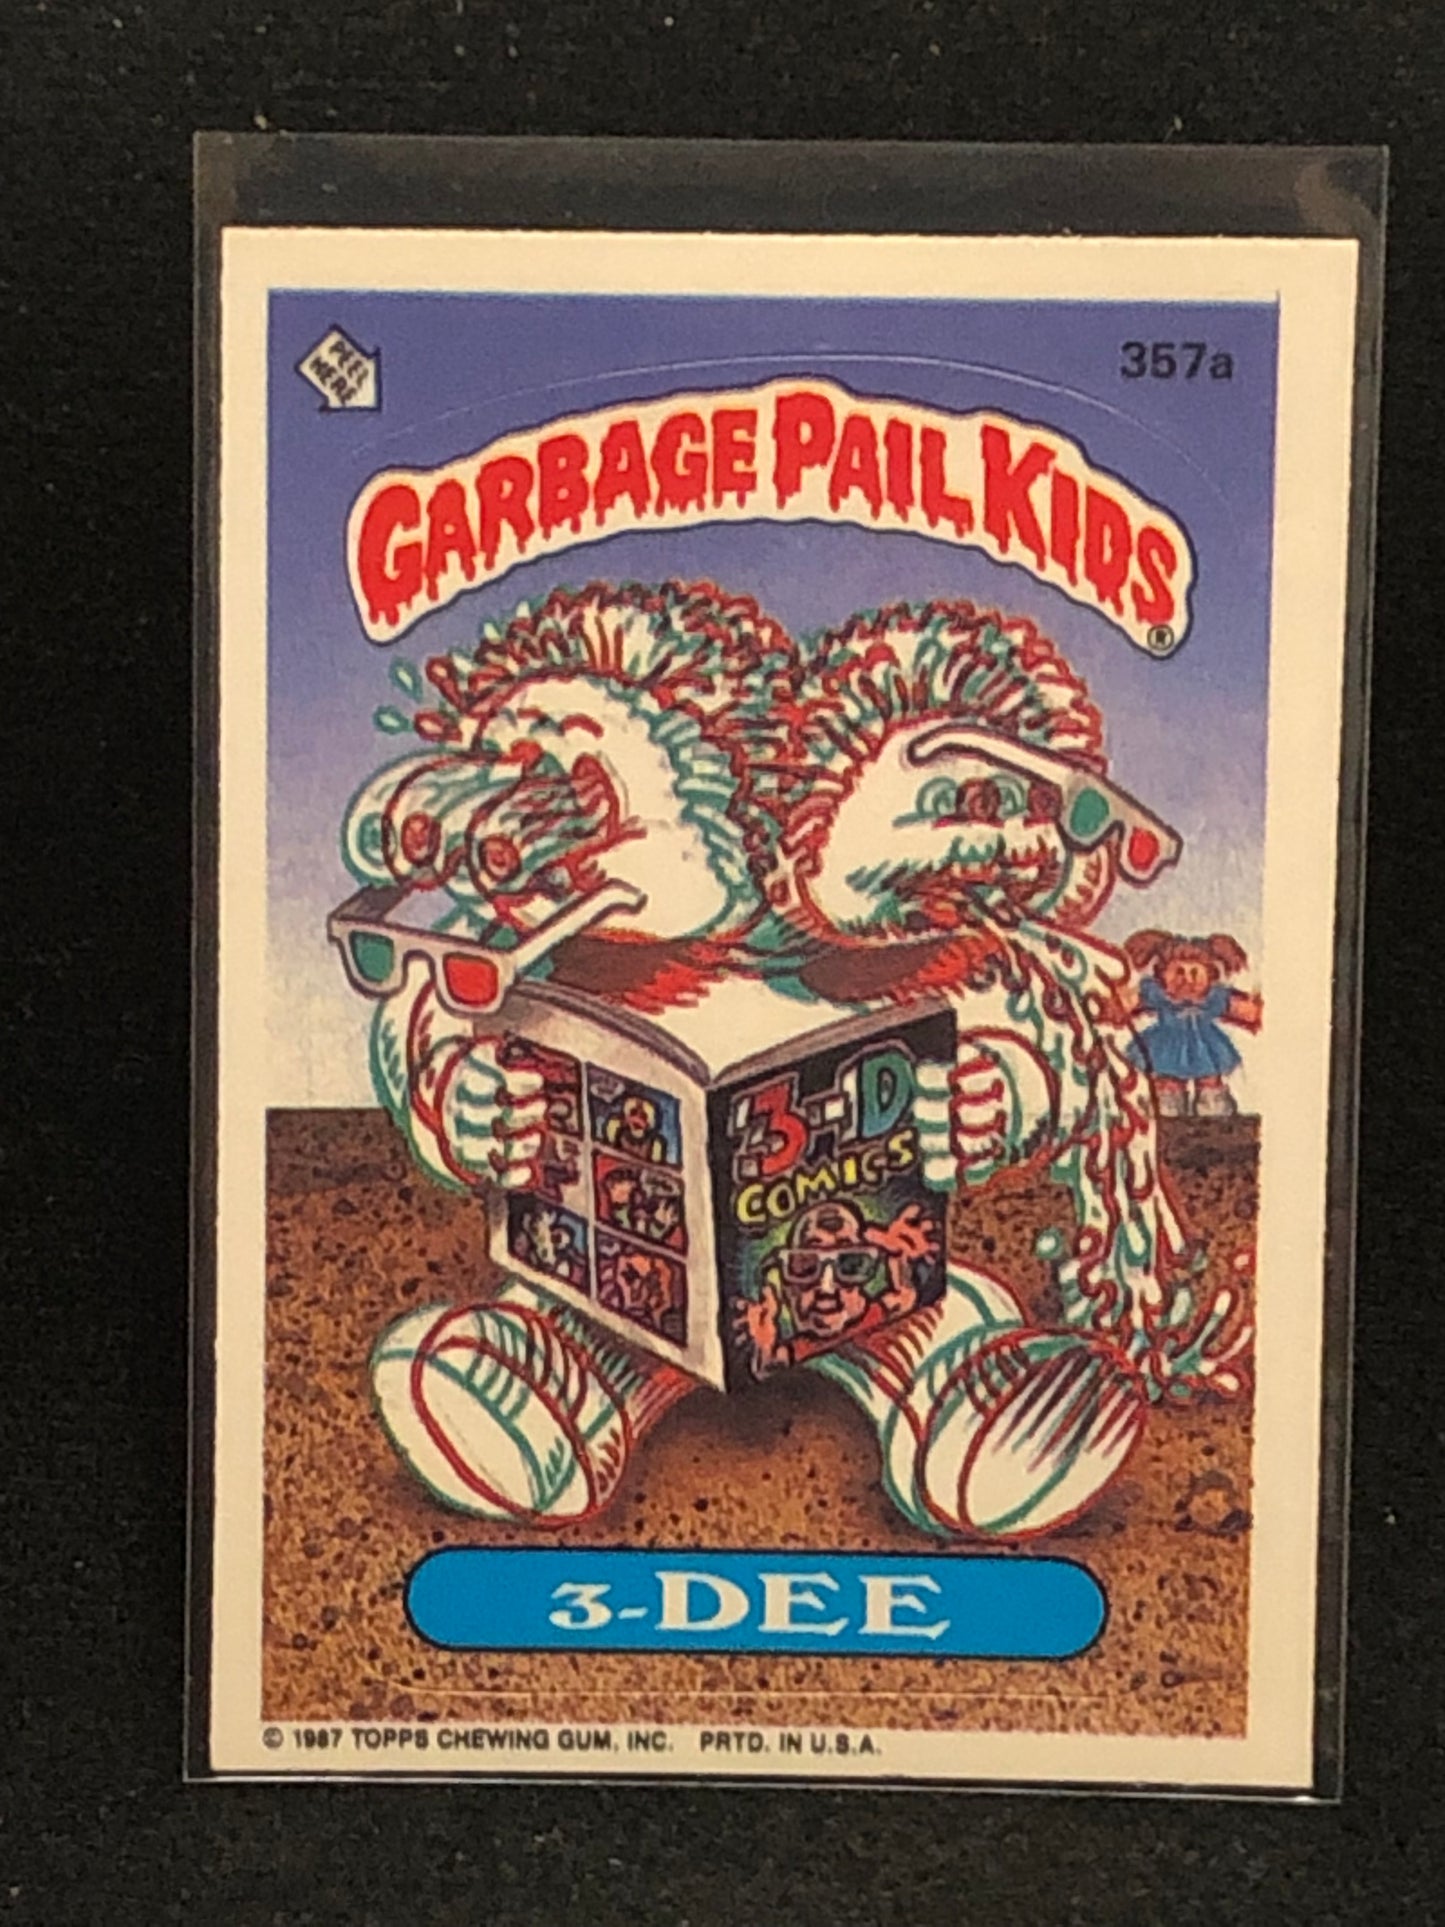 PEEL
HERE
357a
GARBAGE PAIL KIDS
®
3-D
COMICS
3-DEE
© 1987 TOPPS CHEWING GUM, INC. PRTD. IN U.S.A.